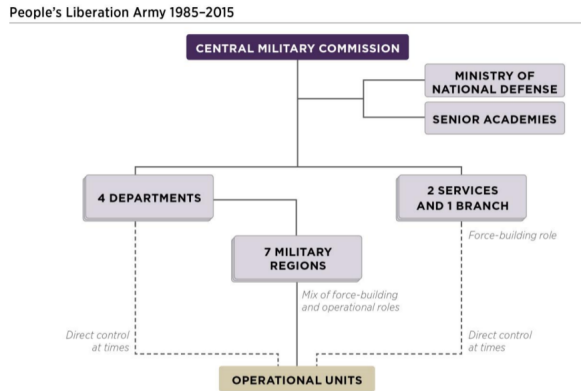 People's Liberation Army 1985–2015
CENTRAL MILITARY COMMISSION
MINISTRY OF
NATIONAL DEFENSE
SENIOR ACADEMIES
4 DEPARTMENTS
2 SERVICES
AND 1 BRANCH
Force-building role
7 MILITARY
REGIONS
Mix of force-building
and operational roles
Direct control
at times
Direct control
at times
OPERATIONAL UNITS